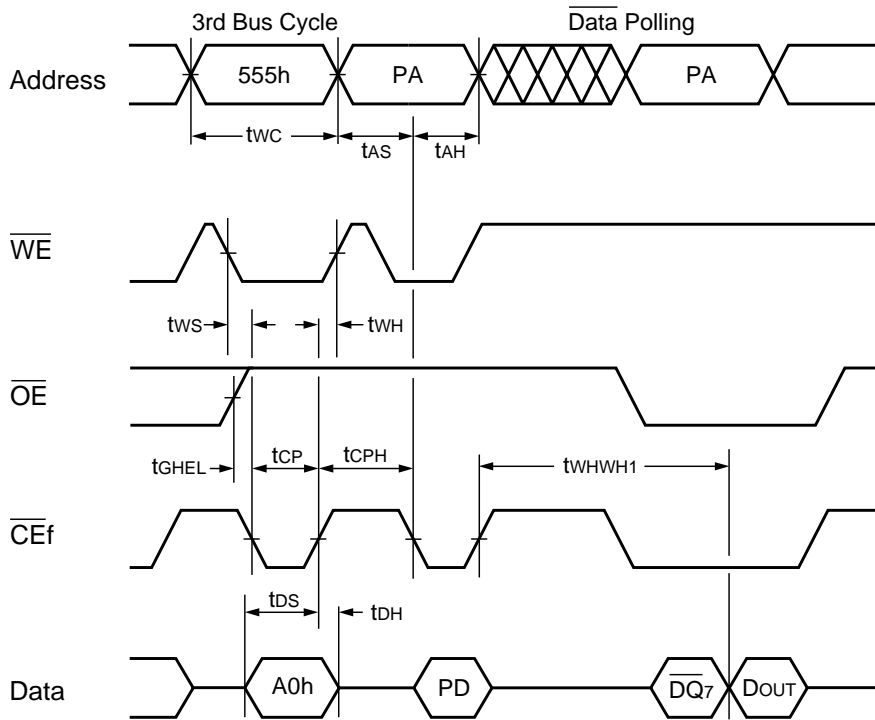 3rd Bus Cycle Data Polling
Address 555h PA PA
tWC tAS tAH
WE
tWS tWH
OE
tGHEL tCP tCPH tWHWH1
CEf
tDS tDH
Data A0h PD DQ7 DOUT